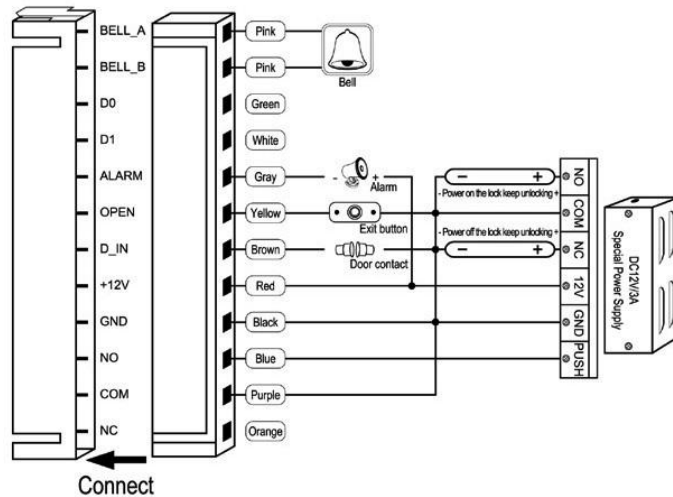 BELL_A
Pink
BELL_B
Pink
Bell
D0
Green
D1
White
ALARM
Gray
- +
Alarm
- +
NO
- Power on the lock keep unlocking +
OPEN
Yellow
Exit button
COM
- Power off the lock keep unlocking +
D_IN
Brown
Door contact
- +
NC
+12V
Red
12V
DC12V/3A
Special Power Supply
GND
Black
GND
NO
Blue
PUSH
COM
Purple
NC
Orange
Connect